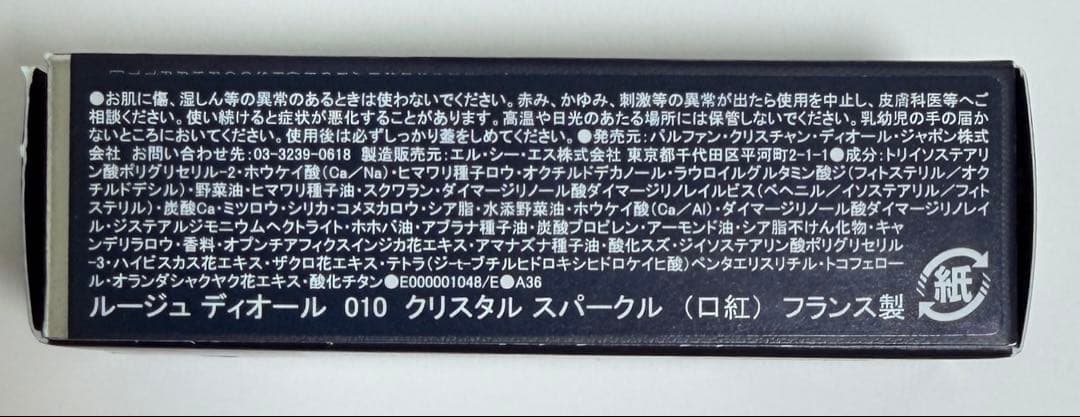 ●お肌に傷、湿しん等の異常のあるときは使わないでください。赤み、かゆみ、刺激等の異常が出たら使用を中止し、皮膚科医等へご
相談ください。使い続けると症状が悪化することがあります。高温や日光のあたる場所には保管しないでください。乳幼児の手の届か
ないところにおいてください。使用後は必ずしっかり蓋をしめてください。●発売元:パルファン・クリスチャン・ディオール・ジャポン株式
会社 お問い合わせ先:03-3239-0618 製造販売元:エル・シー・エス株式会社 東京都千代田区平河町2-1-1●成分:トリイソステアリ
ン酸ポリグリセリル-2・ホウケイ酸(Ca/Na)・ヒマワリ種子ロウ・オクチルドデカノール・ラウロイルグルタミン酸ジ(フィトステリル/オク
チルドデシル)・野菜油・ヒマワリ種子油・スクワラン・ダイマージリノール酸ダイマージリノレイルビス(ベヘニル/イソステアリル/フィト
ステリル)・炭酸Ca・ミツロウ・シリカ・コメヌカロウ・シア脂・水添野菜油・ホウケイ酸(Ca/Al)・ダイマージリノール酸ダイマージリノレイ
ル・ジステアルジモニウムヘクトライト・ホホバ油・アブラナ種子油・炭酸プロピレン・アーモンド油・シア脂不けん化物・キャ
ンデリラロウ・香料・オプンチアフィクスインジカ花エキス・アマナズナ種子油・酸化スズ・ジイソステアリン酸ポリグリセリル
-3・ハイビスカス花エキス・ザクロ花エキス・テトラ(ジ-t-ブチルヒドロキシヒドロケイヒ酸)ペンタエリスリチル・トコフェロー
ル・オランダシャクヤク花エキス・酸化チタン●E000001048/E●A36
ルージュ ディオール 010 クリスタル スパークル (口紅) フランス製
紙